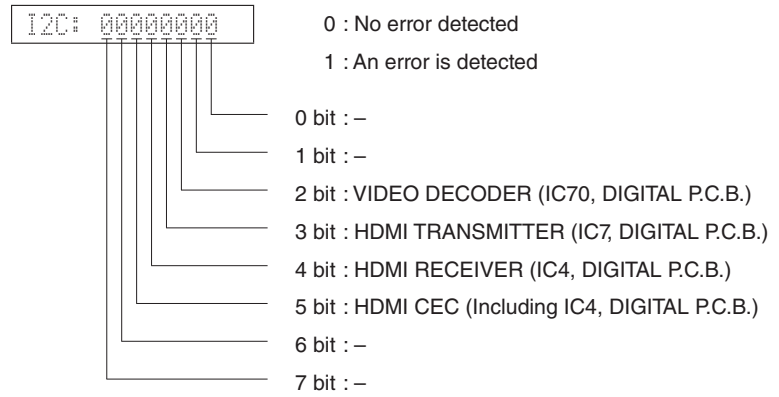 I2C: 00000000
0 : No error detected
1 : An error is detected
0 bit : –
1 bit : –
2 bit : VIDEO DECODER (IC70, DIGITAL P.C.B.)
3 bit : HDMI TRANSMITTER (IC7, DIGITAL P.C.B.)
4 bit : HDMI RECEIVER (IC4, DIGITAL P.C.B.)
5 bit : HDMI CEC (Including IC4, DIGITAL P.C.B.)
6 bit : –
7 bit : –